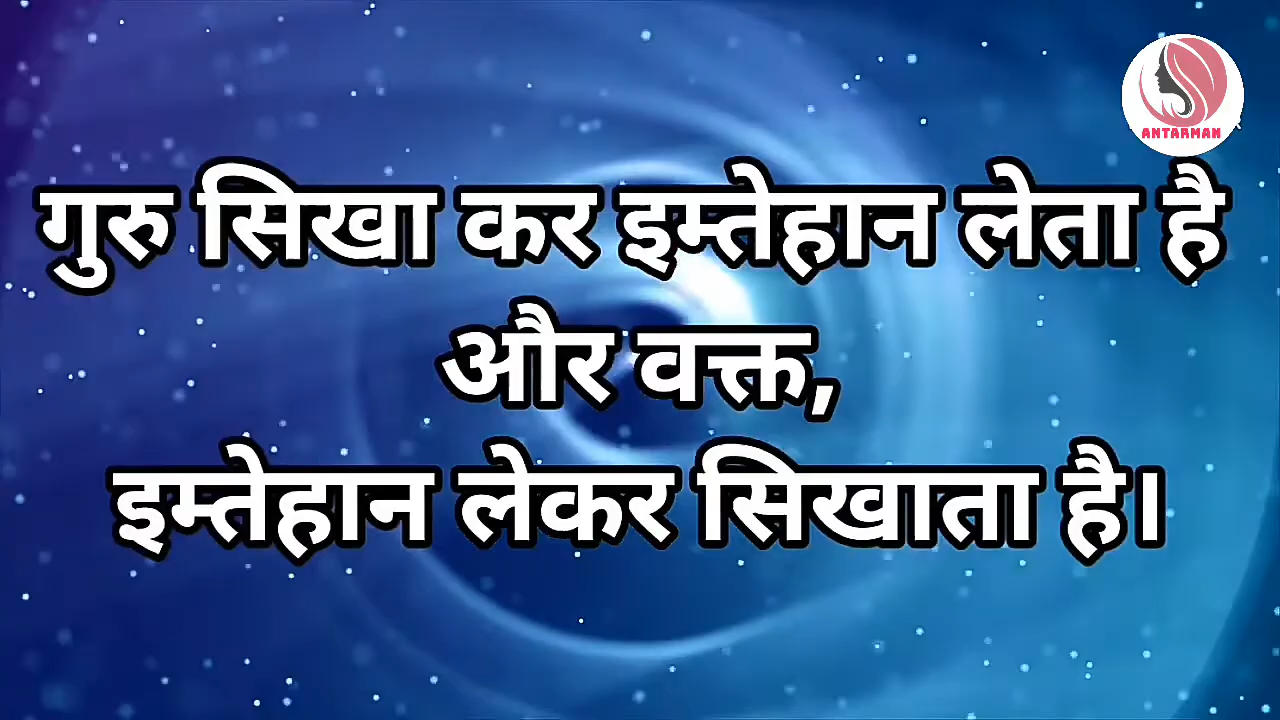 ANTARMAN
गुरु सिखा कर इम्तेहान लेता है
और वक्त,
इम्तेहान लेकर सिखाता है।